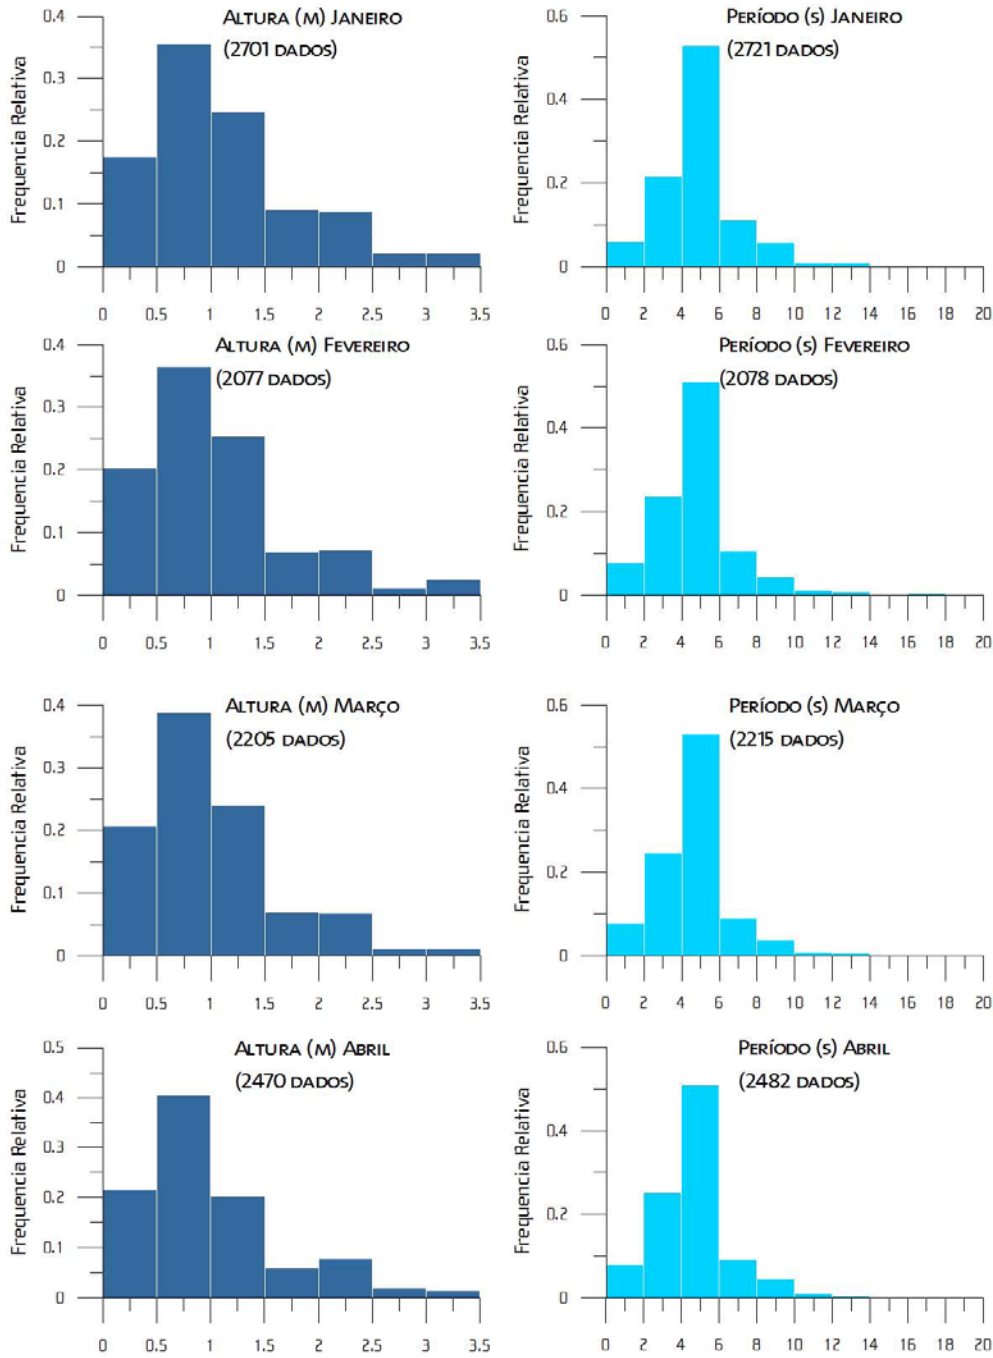 ALTURA (M) JANEIRO
(2701 DADOS)
Frequencia Relativa
0.4
0.3
0.2
0.1
0
0 0.5 1 1.5 2 2.5 3 3.5
PERÍODO (S) JANEIRO
(2721 DADOS)
Frequencia Relativa
0.6
0.4
0.2
0
0 2 4 6 8 10 12 14 16 18 20
ALTURA (M) FEVEREIRO
(2077 DADOS)
Frequencia Relativa
0.4
0.3
0.2
0.1
0
0 0.5 1 1.5 2 2.5 3 3.5
PERÍODO (S) FEVEREIRO
(2078 DADOS)
Frequencia Relativa
0.6
0.4
0.2
0
0 2 4 6 8 10 12 14 16 18 20
ALTURA (M) MARÇO
(2205 DADOS)
Frequencia Relativa
0.4
0.3
0.2
0.1
0
0 0.5 1 1.5 2 2.5 3 3.5
PERÍODO (S) MARÇO
(2215 DADOS)
Frequencia Relativa
0.6
0.4
0.2
0
0 2 4 6 8 10 12 14 16 18 20
ALTURA (M) ABRIL
(2470 DADOS)
Frequencia Relativa
0.5
0.4
0.3
0.2
0.1
0
0 0.5 1 1.5 2 2.5 3 3.5
PERÍODO (S) ABRIL
(2482 DADOS)
Frequencia Relativa
0.6
0.4
0.2
0
0 2 4 6 8 10 12 14 16 18 20